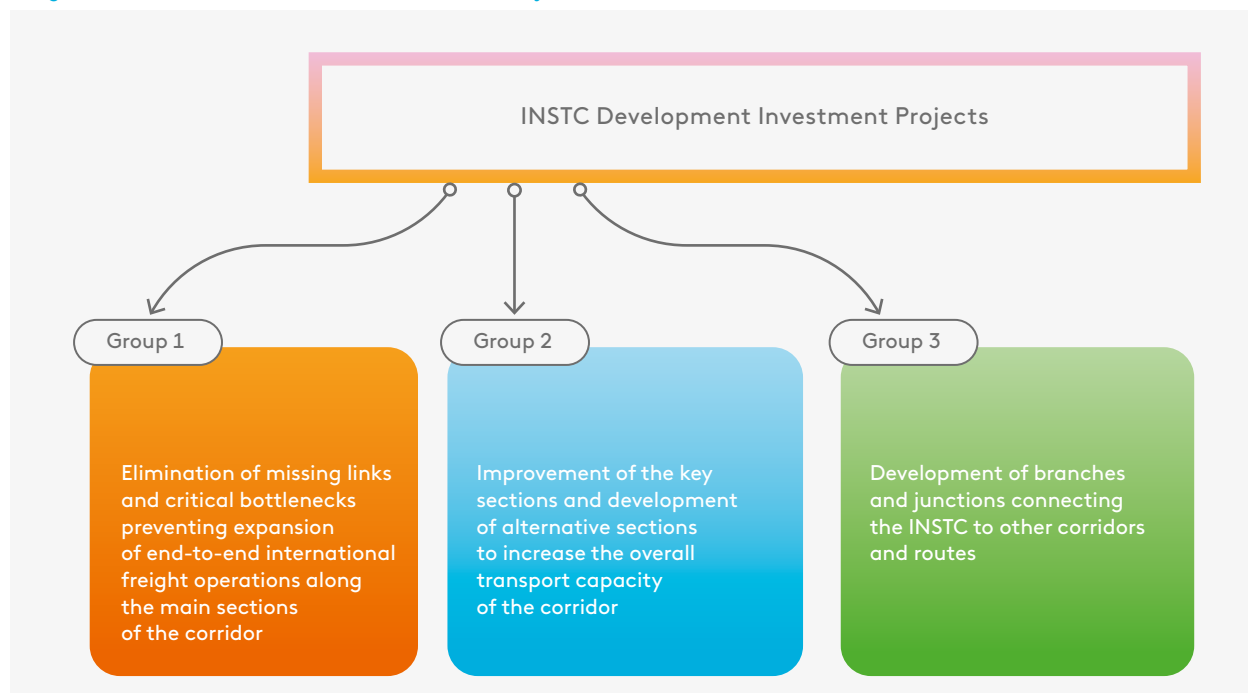 INSTC Development Investment Projects
Group 1
Elimination of missing links
and critical bottlenecks
preventing expansion
of end-to-end international
freight operations along
the main sections
of the corridor
Group 2
Improvement of the key
sections and development
of alternative sections
to increase the overall
transport capacity
of the corridor
Group 3
Development of branches
and junctions connecting
the INSTC to other corridors
and routes